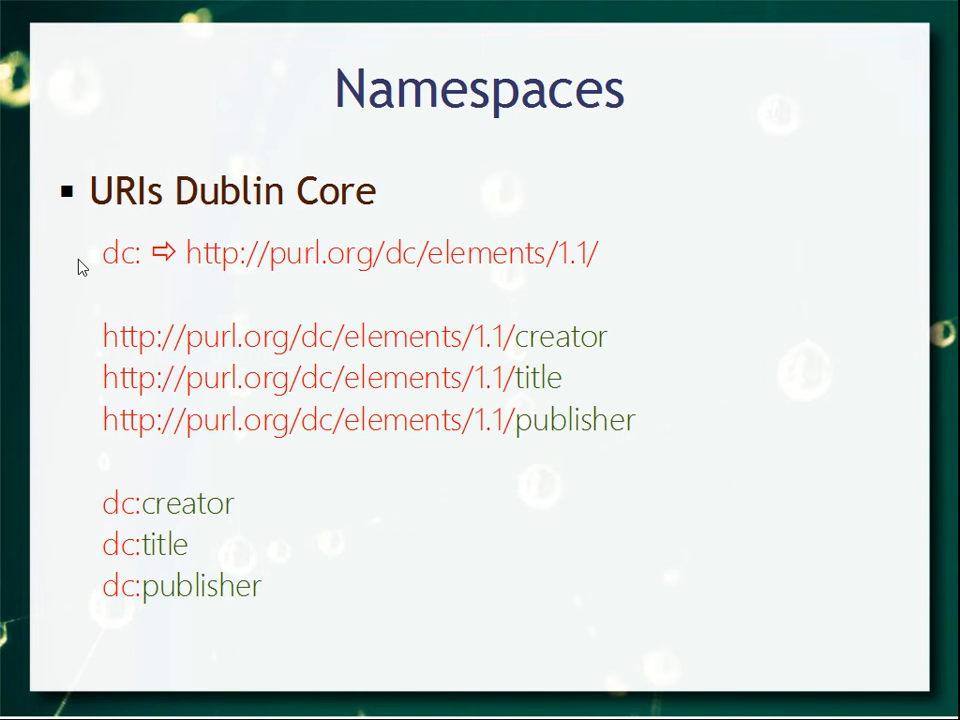 Namespaces
▪ URIs Dublin Core
dc: ⇨ http://purl.org/dc/elements/1.1/
http://purl.org/dc/elements/1.1/creator
http://purl.org/dc/elements/1.1/title
http://purl.org/dc/elements/1.1/publisher
dc:creator
dc:title
dc:publisher